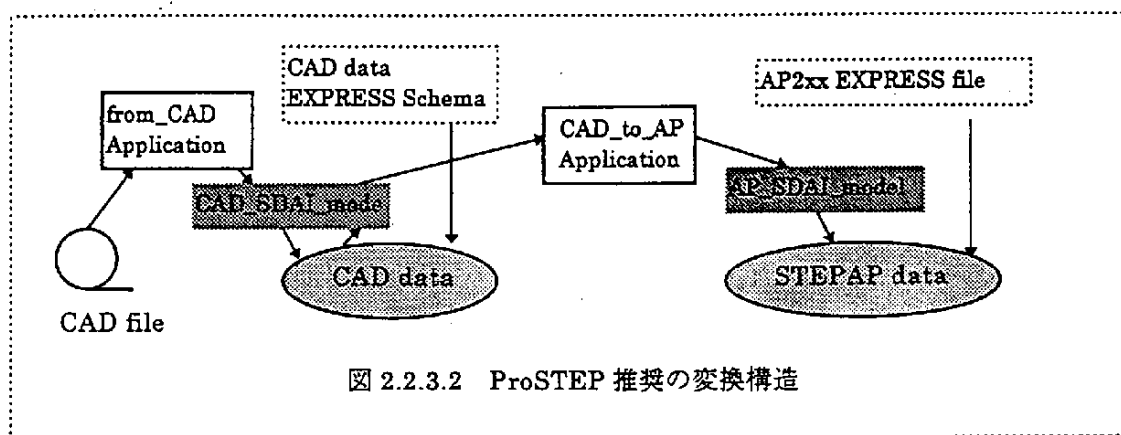 CAD data
EXPRESS Schema
AP2xx EXPRESS file
from_CAD
Application
CAD_to_AP
Application
CAD_SDAI_mode
AP_SDAI_model
CAD data
STEPAP data
CAD file
図 2.2.3.2 ProSTEP 推奨の変換構造